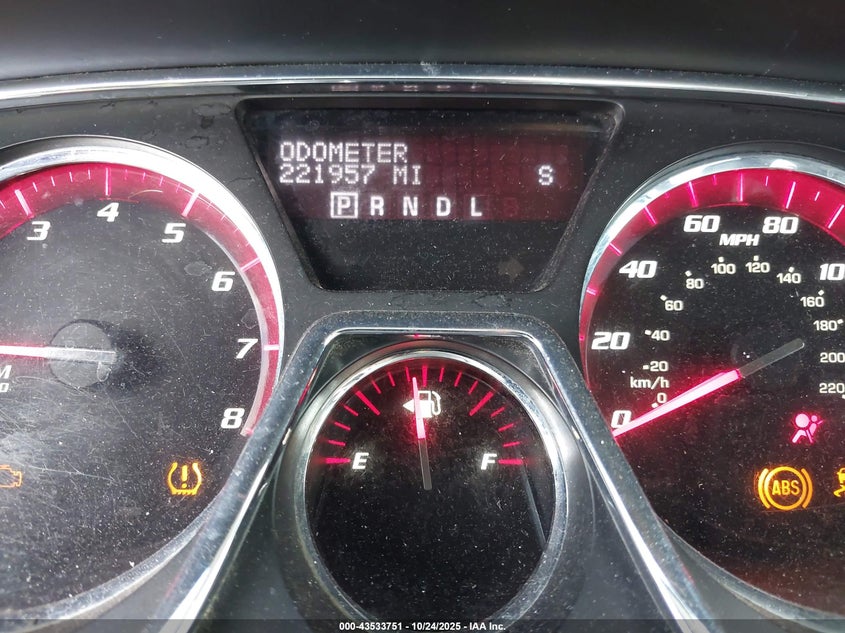 ODOMETER
221957 MI S
P R N D L
3 4 5 6 7 8
E F
0 20 40 60 80
MPH
0 20 40 60 80 100 120 140 160 180 200 220
km/h
ABS
000-43533751 - 10/24/2025 - IAA Inc.